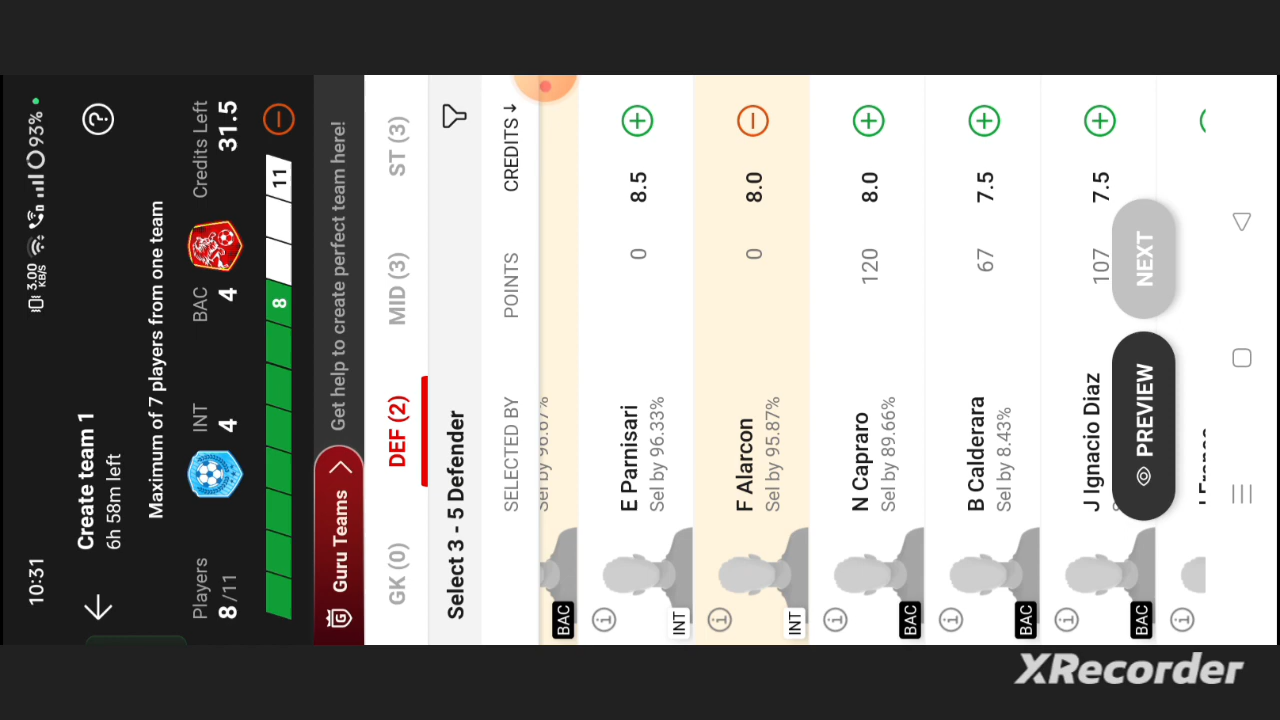 10:31
3.00 KB/S
93%
Create team 1
6h 58m left
Maximum of 7 players from one team
Players
8 /11
INT
4
BAC
4
Credits Left
31.5
8
11
Guru Teams
Get help to create perfect team here!
GK (0)
DEF (2)
MID (3)
ST (3)
Select 3 - 5 Defender
SELECTED BY
POINTS
CREDITS
BAC
E Parnisari
Sel by 96.33%
0
8.5
INT
F Alarcon
Sel by 95.87%
0
8.0
INT
N Capraro
Sel by 89.66%
120
8.0
BAC
B Calderara
Sel by 8.43%
67
7.5
BAC
J Ignacio Diaz
107
7.5
BAC
PREVIEW
NEXT
XRecorder